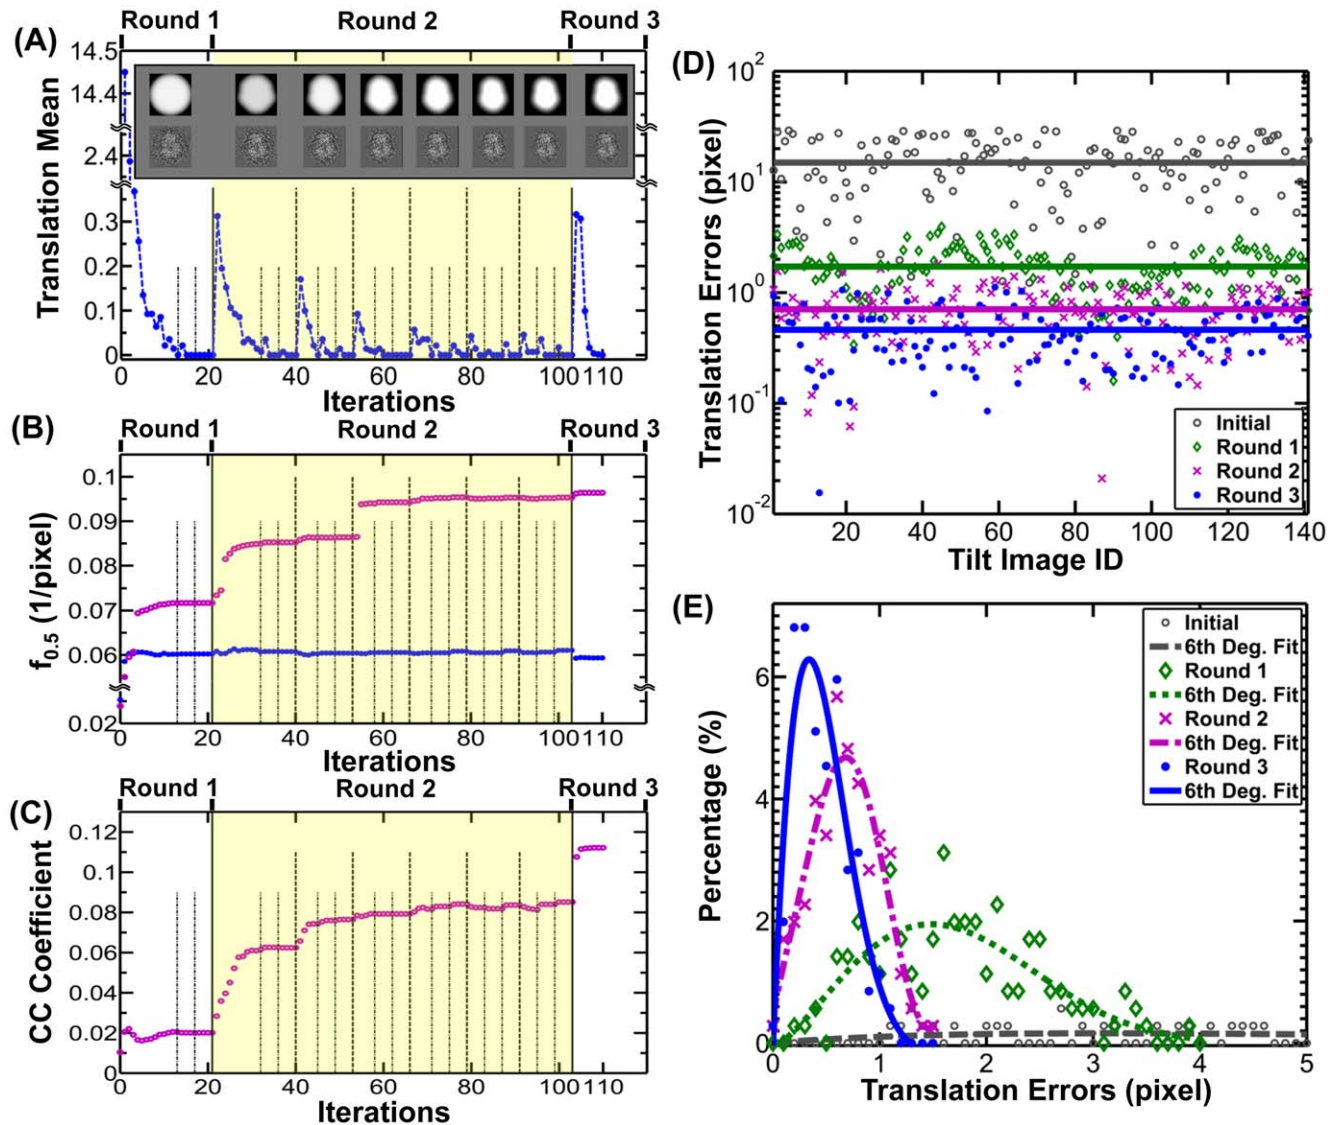 Round 1 Round 2 Round 3
(A)
Translation Mean
14.5
14.4
2.4
0.3
0.2
0.1
0
0 20 40 60 80 100 110
Iterations
(B)
Round 1 Round 2 Round 3
f0.5 (1/pixel)
0.1
0.09
0.08
0.07
0.06
0.02
0 20 40 60 80 100 110
Iterations
(C)
Round 1 Round 2 Round 3
CC Coefficient
0.12
0.1
0.08
0.06
0.04
0.02
0
0 20 40 60 80 100 110
Iterations
(D)
Translation Errors (pixel)
10^2
10^1
10^0
10^-1
10^-2
20 40 60 80 100 120 140
Tilt Image ID
Initial
Round 1
Round 2
Round 3
(E)
Percentage (%)
6
4
2
0
0 1 2 3 4 5
Translation Errors (pixel)
Initial
6th Deg. Fit
Round 1
6th Deg. Fit
Round 2
6th Deg. Fit
Round 3
6th Deg. Fit